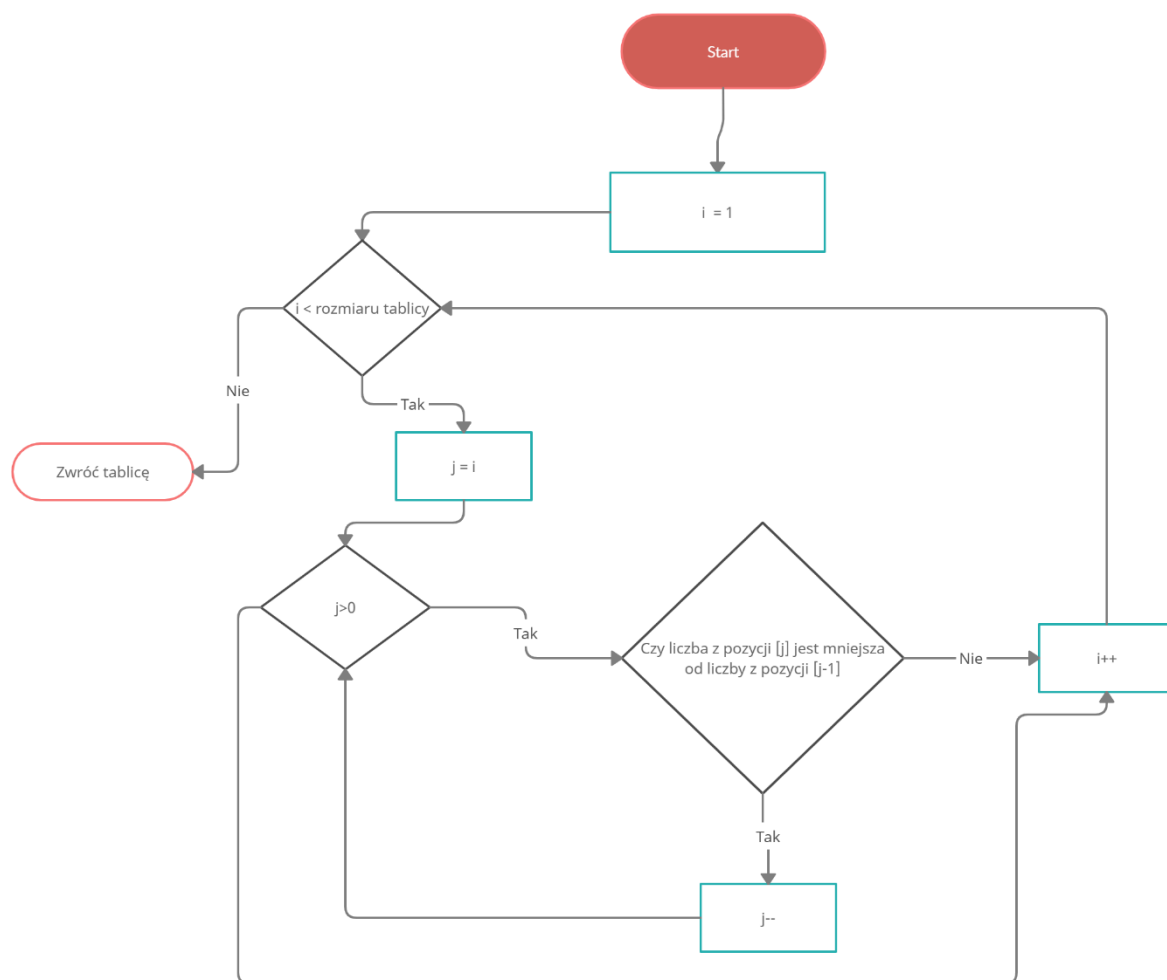 Start
i = 1
i < rozmiaru tablicy
Nie
Tak
Zwróć tablicę
j = i
j>0
Tak
Czy liczba z pozycji [j] jest mniejsza
od liczby z pozycji [j-1]
Nie
i++
Tak
j--